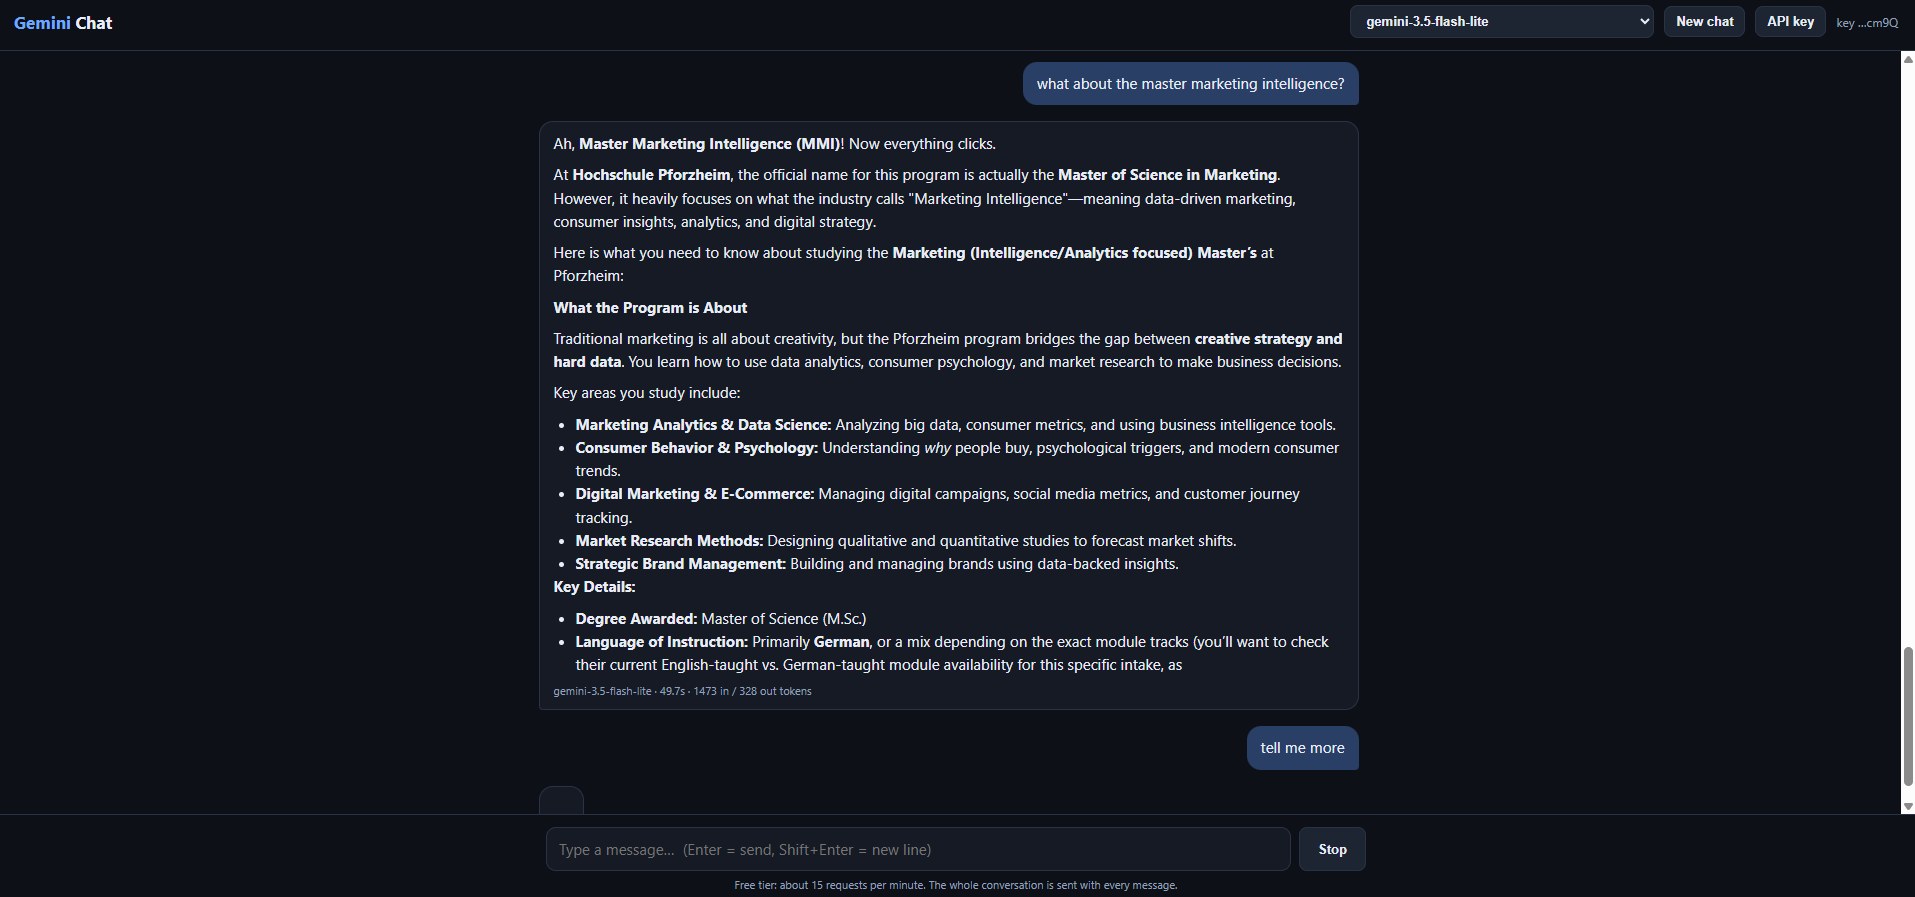 Gemini Chat
gemini-3.5-flash-lite
New chat
API key
key ...cm9Q
what about the master marketing intelligence?
Ah, Master Marketing Intelligence (MMI)! Now everything clicks.
At Hochschule Pforzheim, the official name for this program is actually the Master of Science in Marketing.
However, it heavily focuses on what the industry calls "Marketing Intelligence"—meaning data-driven marketing,
consumer insights, analytics, and digital strategy.
Here is what you need to know about studying the Marketing (Intelligence/Analytics focused) Master's at
Pforzheim:
What the Program is About
Traditional marketing is all about creativity, but the Pforzheim program bridges the gap between creative strategy and
hard data. You learn how to use data analytics, consumer psychology, and market research to make business decisions.
Key areas you study include:
• Marketing Analytics & Data Science: Analyzing big data, consumer metrics, and using business intelligence tools.
• Consumer Behavior & Psychology: Understanding why people buy, psychological triggers, and modern consumer
trends.
• Digital Marketing & E-Commerce: Managing digital campaigns, social media metrics, and customer journey
tracking.
• Market Research Methods: Designing qualitative and quantitative studies to forecast market shifts.
• Strategic Brand Management: Building and managing brands using data-backed insights.
Key Details:
• Degree Awarded: Master of Science (M.Sc.)
• Language of Instruction: Primarily German, or a mix depending on the exact module tracks (you'll want to check
their current English-taught vs. German-taught module availability for this specific intake, as
gemini-3.5-flash-lite · 49.7s · 1473 in / 328 out tokens
tell me more
Type a message... (Enter = send, Shift+Enter = new line)
Stop
Free tier: about 15 requests per minute. The whole conversation is sent with every message.